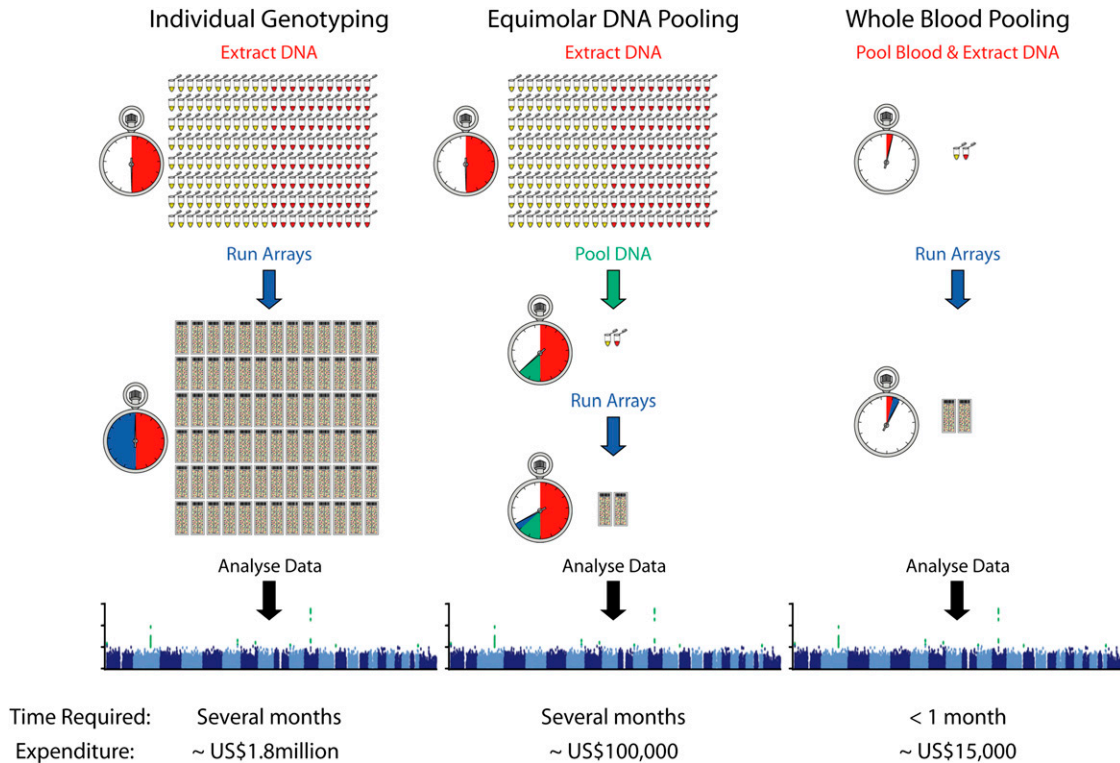 Individual Genotyping
Equimolar DNA Pooling
Whole Blood Pooling
Extract DNA
Extract DNA
Pool Blood & Extract DNA
Run Arrays
Pool DNA
Run Arrays
Run Arrays
Analyse Data
Analyse Data
Analyse Data
Time Required: Several months Several months < 1 month
Expenditure: ~ US$1.8million ~ US$100,000 ~ US$15,000